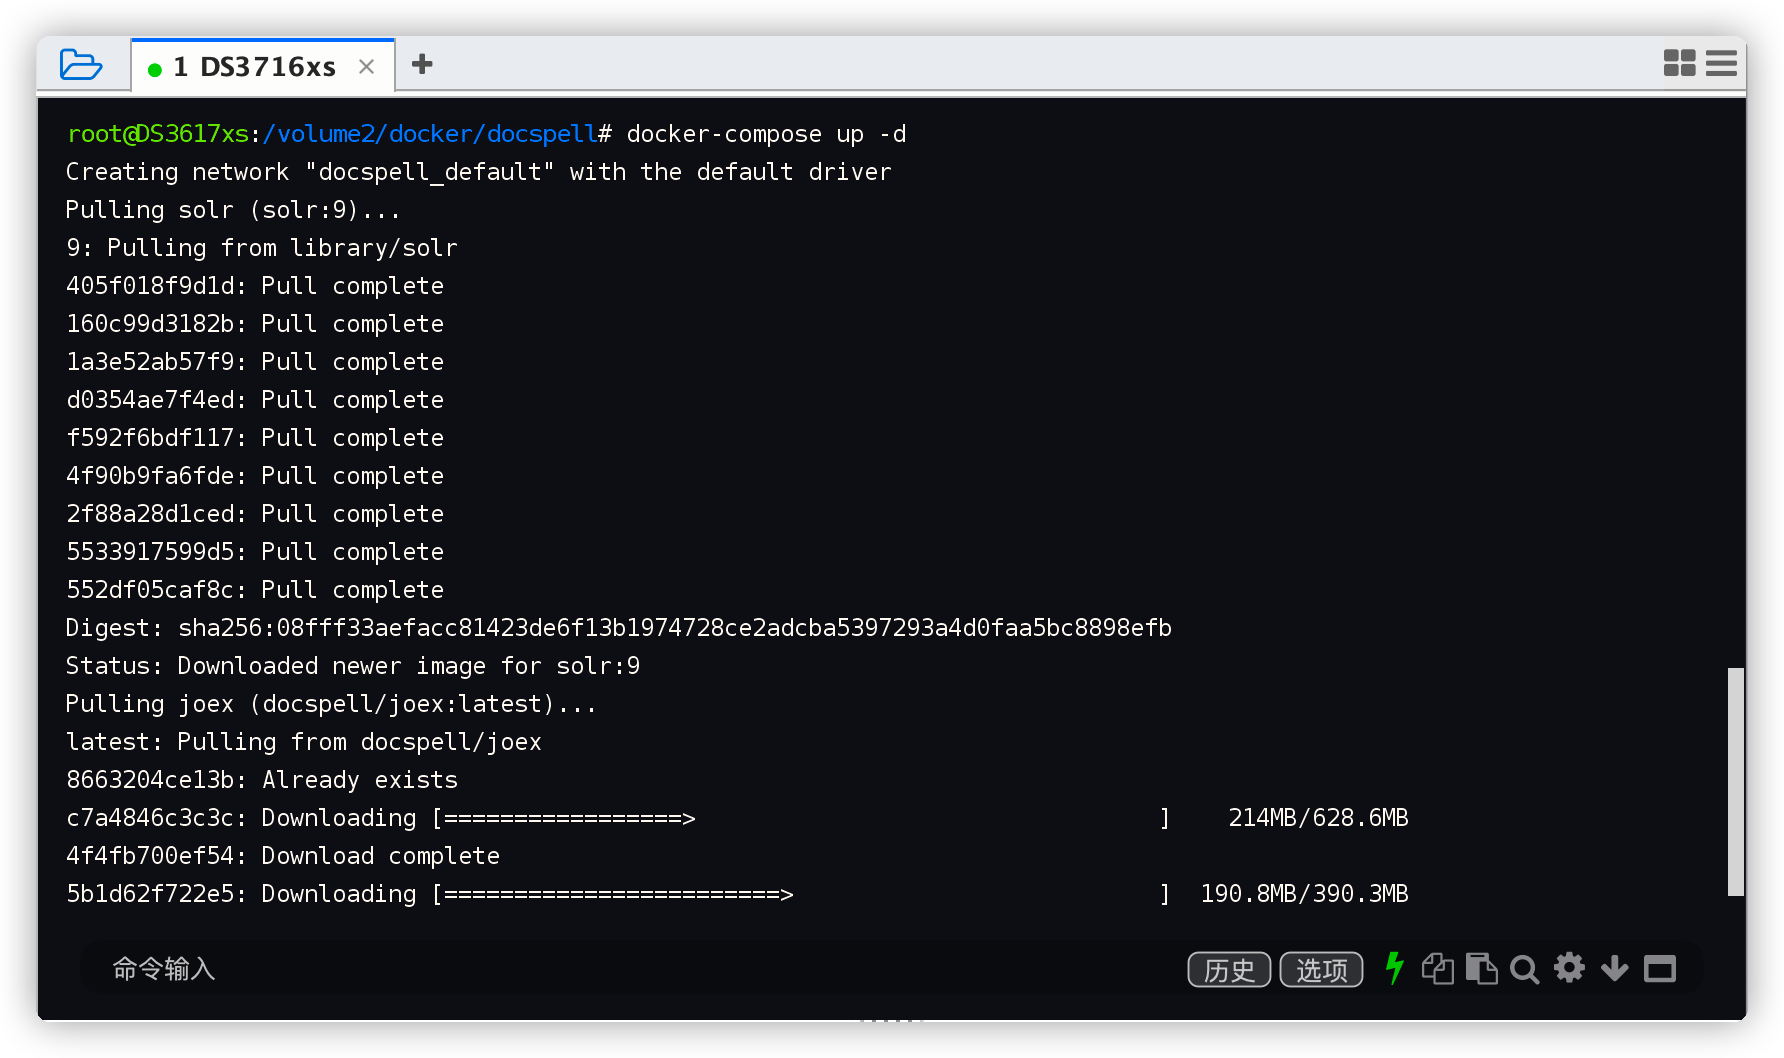 1 DS3716xs
root@DS3617xs:/volume2/docker/docspell# docker-compose up -d
Creating network "docspell_default" with the default driver
Pulling solr (solr:9)...
9: Pulling from library/solr
405f018f9d1d: Pull complete
160c99d3182b: Pull complete
1a3e52ab57f9: Pull complete
d0354ae7f4ed: Pull complete
f592f6bdf117: Pull complete
4f90b9fa6fde: Pull complete
2f88a28d1ced: Pull complete
5533917599d5: Pull complete
552df05caf8c: Pull complete
Digest: sha256:08fff33aefacc81423de6f13b1974728ce2adcba5397293a4d0faa5bc8898efb
Status: Downloaded newer image for solr:9
Pulling joex (docspell/joex:latest)...
latest: Pulling from docspell/joex
8663204ce13b: Already exists
c7a4846c3c3c: Downloading [=================>                                 ]    214MB/628.6MB
4f4fb700ef54: Download complete
5b1d62f722e5: Downloading [========================>                          ]  190.8MB/390.3MB
命令输入 历史 选项